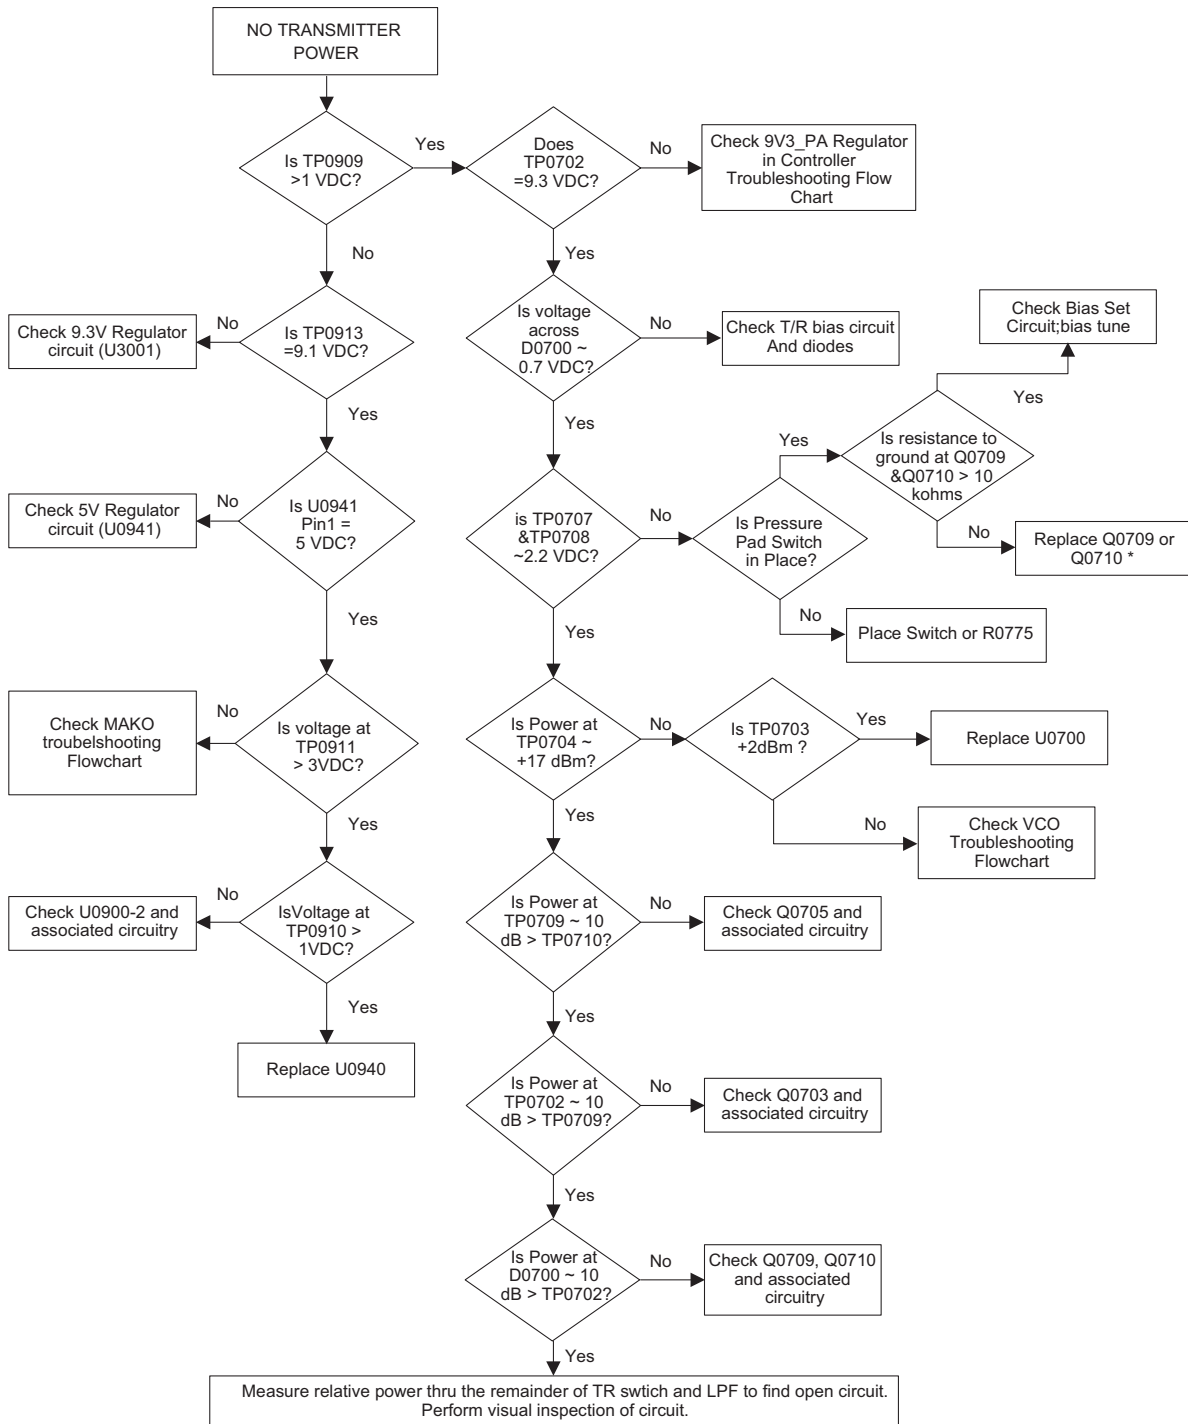 NO TRANSMITTER
POWER
Is TP0909
>1 VDC?
Yes
Does
TP0702
=9.3 VDC?
No
Check 9V3_PA Regulator
in Controller
Troubleshooting Flow
Chart
No
Yes
Check 9.3V Regulator
circuit (U3001)
No
Is TP0913
=9.1 VDC?
Is voltage
across
D0700 ~
0.7 VDC?
No
Check T/R bias circuit
And diodes
Check Bias Set
Circuit;bias tune
Yes
Yes
Yes
Yes
Is resistance to
ground at Q0709
&Q0710 > 10
kohms
Check 5V Regulator
circuit (U0941)
No
Is U0941
Pin1 =
5 VDC?
is TP0707
&TP0708
~2.2 VDC?
No
Is Pressure
Pad Switch
in Place?
No
Replace Q0709 or
Q0710 *
Yes
Yes
No
Place Switch or R0775
Check MAKO
troubelshooting
Flowchart
No
Is voltage at
TP0911
> 3VDC?
Is Power at
TP0704 ~
+17 dBm?
No
Is TP0703
+2dBm ?
Yes
Replace U0700
Yes
Yes
No
Check VCO
Troubleshooting
Flowchart
Check U0900-2 and
associated circuitry
No
IsVoltage at
TP0910 >
1VDC?
Is Power at
TP0709 ~ 10
dB > TP0710?
No
Check Q0705 and
associated circuitry
Yes
Yes
Replace U0940
Is Power at
TP0702 ~ 10
dB > TP0709?
No
Check Q0703 and
associated circuitry
Yes
Is Power at
D0700 ~ 10
dB > TP0702?
No
Check Q0709, Q0710
and associated
circuitry
Yes
Measure relative power thru the remainder of TR swtich and LPF to find open circuit.
Perform visual inspection of circuit.